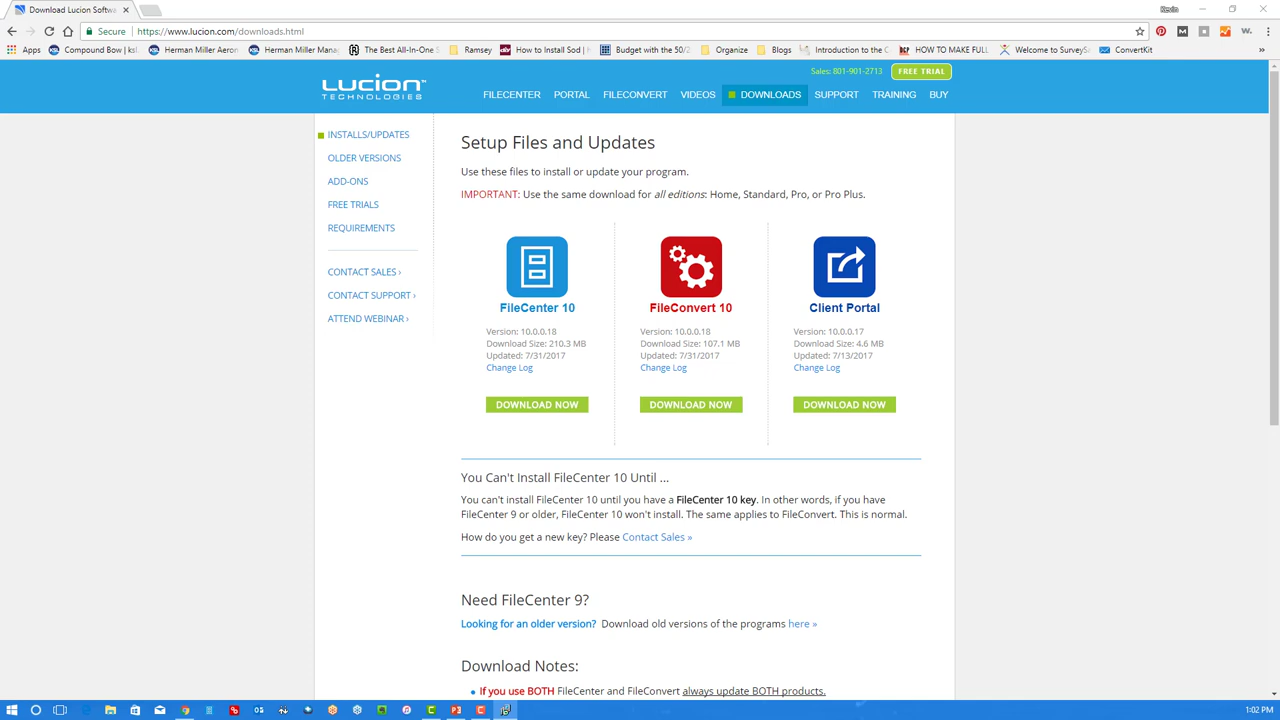 Download Lucion Softwa
Kevin
Secure
https://www.lucion.com/downloads.html
Apps
Compound Bow | ksl
Herman Miller Aeron
Herman Miller Mana
The Best All-In-One S
Ramsey
How to Install Sod |
Budget with the 50/2
Organize
Blogs
Introduction to the C
HOW TO MAKE FULL
Welcome to SurveyS
ConvertKit
Sales: 801-901-2713
FREE TRIAL
LUCION™
TECHNOLOGIES
FILECENTER
PORTAL
FILECONVERT
VIDEOS
DOWNLOADS
SUPPORT
TRAINING
BUY
INSTALLS/UPDATES
OLDER VERSIONS
ADD-ONS
FREE TRIALS
REQUIREMENTS
CONTACT SALES ›
CONTACT SUPPORT ›
ATTEND WEBINAR ›
Setup Files and Updates
Use these files to install or update your program.
IMPORTANT: Use the same download for all editions: Home, Standard, Pro, or Pro Plus.
FileCenter 10
Version: 10.0.0.18
Download Size: 210.3 MB
Updated: 7/31/2017
Change Log
DOWNLOAD NOW
FileConvert 10
Version: 10.0.0.18
Download Size: 107.1 MB
Updated: 7/31/2017
Change Log
DOWNLOAD NOW
Client Portal
Version: 10.0.0.17
Download Size: 4.6 MB
Updated: 7/13/2017
Change Log
DOWNLOAD NOW
You Can't Install FileCenter 10 Until ...
You can't install FileCenter 10 until you have a FileCenter 10 key. In other words, if you have
FileCenter 9 or older, FileCenter 10 won't install. The same applies to FileConvert. This is normal.
How do you get a new key? Please Contact Sales »
Need FileCenter 9?
Looking for an older version? Download old versions of the programs here »
Download Notes:
• If you use BOTH FileCenter and FileConvert always update BOTH products.
1:02 PM